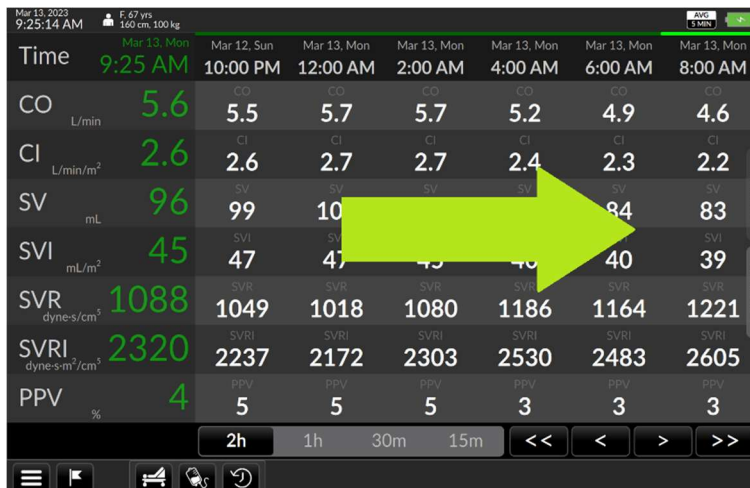 Mar 13, 2023
9:25:14 AM
F, 67 yrs
160 cm, 100 kg
AVG
5 MIN
Time
Mar 13, Mon
9:25 AM
Mar 12, Sun
10:00 PM
Mar 13, Mon
12:00 AM
Mar 13, Mon
2:00 AM
Mar 13, Mon
4:00 AM
Mar 13, Mon
6:00 AM
Mar 13, Mon
8:00 AM
CO
L/min
5.6
CO CO CO CO CO CO
5.5 5.7 5.7 5.2 4.9 4.6
CI
L/min/m²
2.6
CI CI CI CI CI CI
2.6 2.7 2.7 2.4 2.3 2.2
SV
mL
96
SV SV SV SV SV SV
99 84 83
SVI
mL/m²
45
SVI SVI
47 47 40 39
SVR
dyne·s/cm⁵
1088
SVR SVR SVR SVR SVR SVR
1049 1018 1080 1186 1164 1221
SVRI
dyne·s·m²/cm⁵
2320
SVRI SVRI SVRI SVRI SVRI SVRI
2237 2172 2303 2530 2483 2605
PPV
%
4
PPV PPV PPV PPV PPV PPV
5 5 5 3 3 3
2h 1h 30m 15m << < > >>